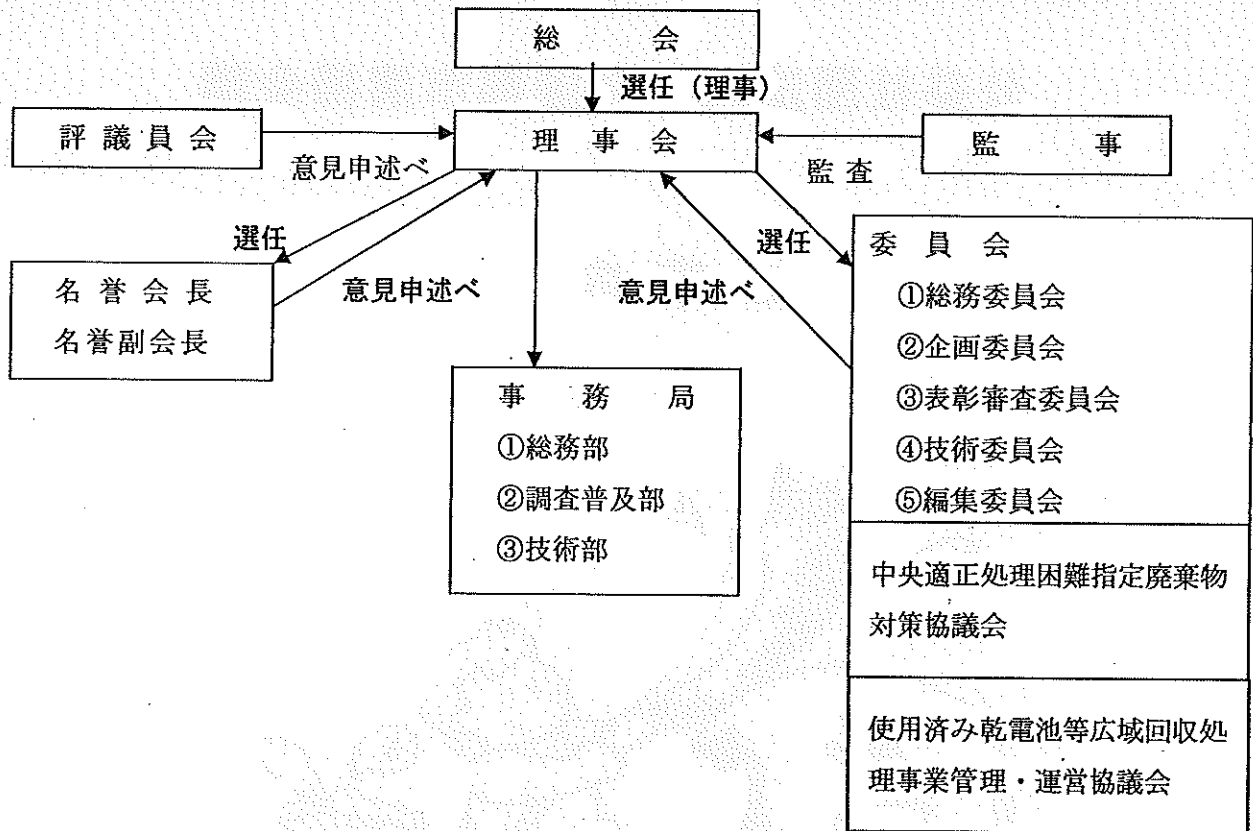 総会
選任（理事）
評議員会
理事会
監事
意見申述べ
監査
選任
選任
名誉会長
名誉副会長
意見申述べ
意見申述べ
委員会
①総務委員会
②企画委員会
③表彰審査委員会
④技術委員会
⑤編集委員会
事務局
①総務部
②調査普及部
③技術部
中央適正処理困難指定廃棄物
対策協議会
使用済み乾電池等広域回収処
理事業管理・運営協議会